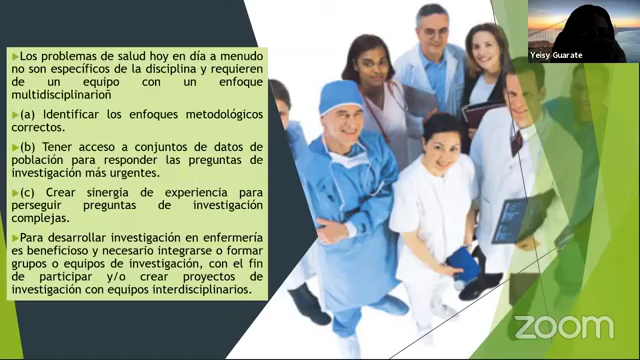 Los problemas de salud hoy en día a menudo
no son específicos de la disciplina y requieren
de un equipo con un enfoque
multidisciplinarioñ
(a) Identificar los enfoques metodológicos
correctos.
(b) Tener acceso a conjuntos de datos de
población para responder las preguntas de
investigación más urgentes.
(c) Crear sinergia de experiencia para
perseguir preguntas de investigación
complejas.
Para desarrollar investigación en enfermería
es beneficioso y necesario integrarse o formar
grupos o equipos de investigación, con el fin
de participar y/o crear proyectos de
investigación con equipos interdisciplinarios.
Yeisy Guarate
zoom